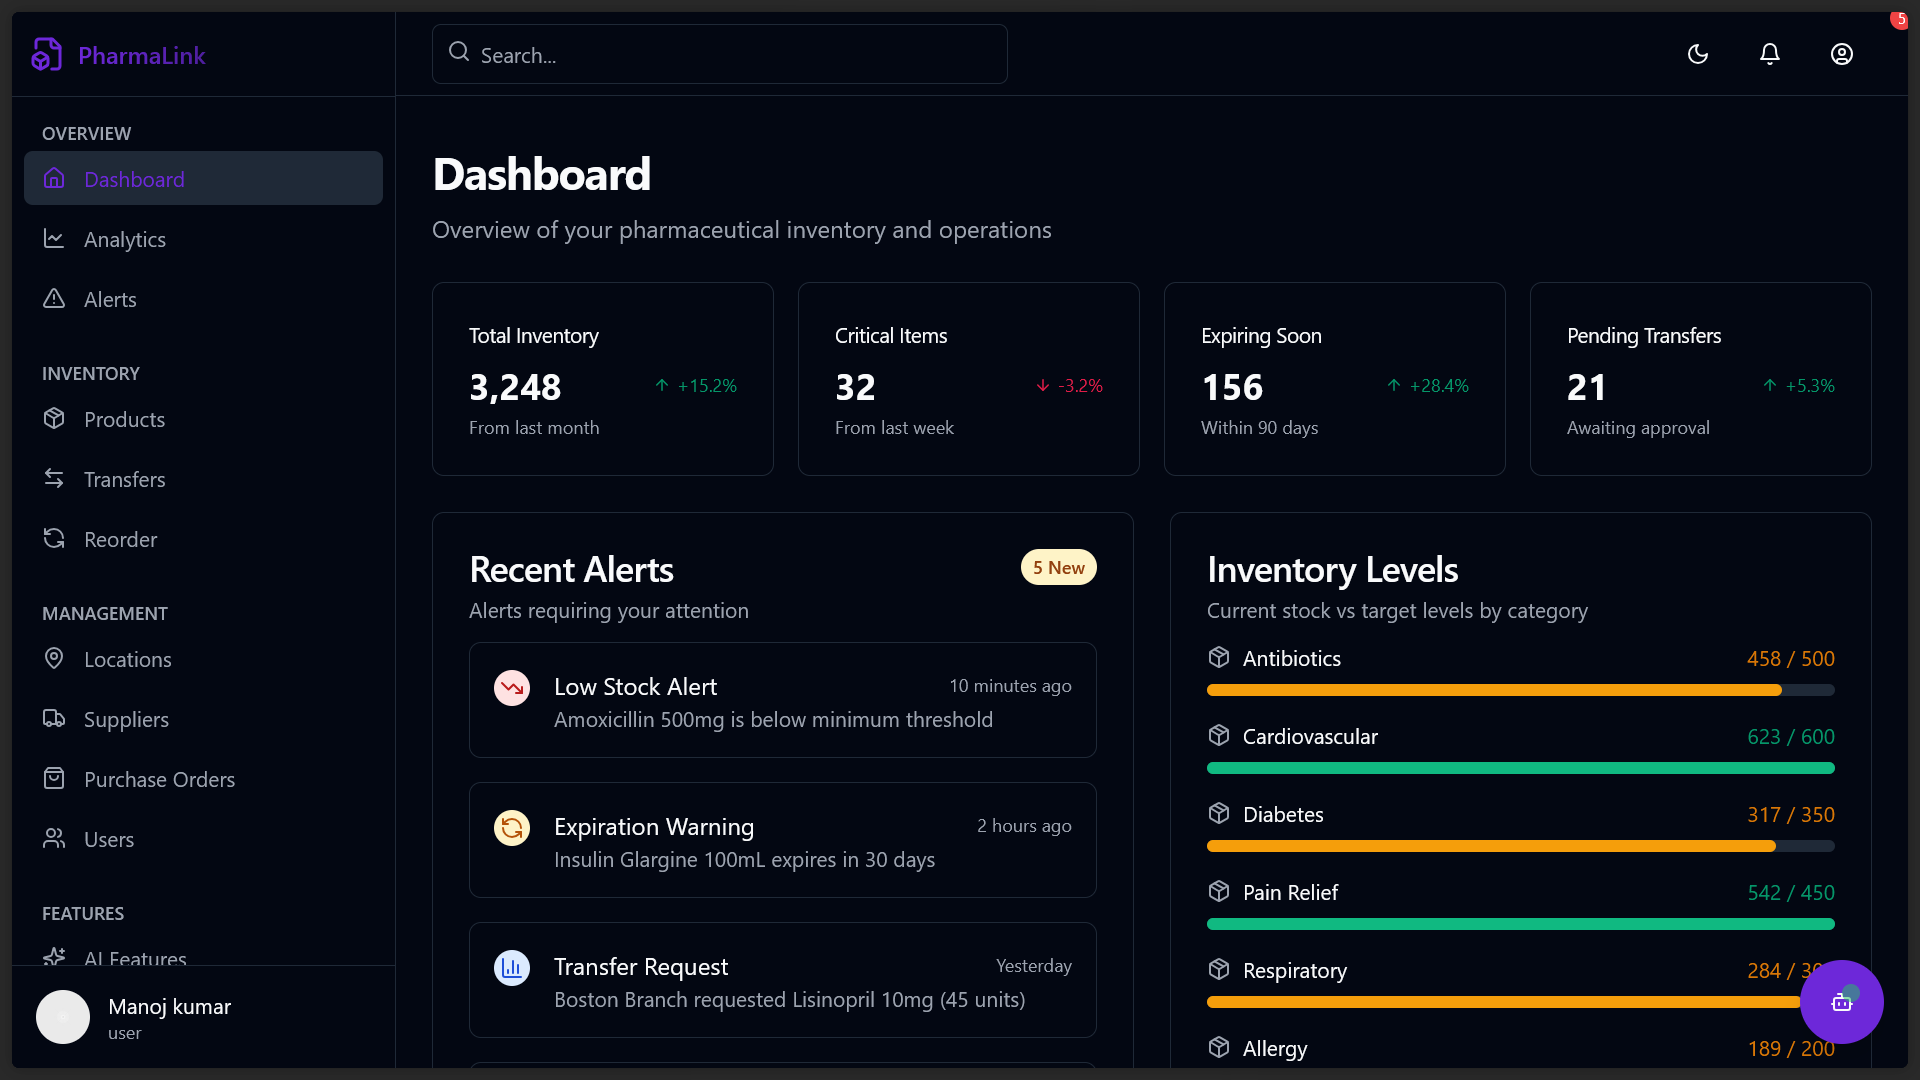 PharmaLink
Search...
5
OVERVIEW
Dashboard
Analytics
Alerts
INVENTORY
Products
Transfers
Reorder
MANAGEMENT
Locations
Suppliers
Purchase Orders
Users
FEATURES
AI Features
Manoj kumar
user
Dashboard
Overview of your pharmaceutical inventory and operations
Total Inventory
3,248
+15.2%
From last month
Critical Items
32
-3.2%
From last week
Expiring Soon
156
+28.4%
Within 90 days
Pending Transfers
21
+5.3%
Awaiting approval
Recent Alerts
5 New
Alerts requiring your attention
Low Stock Alert
10 minutes ago
Amoxicillin 500mg is below minimum threshold
Expiration Warning
2 hours ago
Insulin Glargine 100mL expires in 30 days
Transfer Request
Yesterday
Boston Branch requested Lisinopril 10mg (45 units)
Inventory Levels
Current stock vs target levels by category
Antibiotics
458 / 500
Cardiovascular
623 / 600
Diabetes
317 / 350
Pain Relief
542 / 450
Respiratory
284 /
Allergy
189 / 200